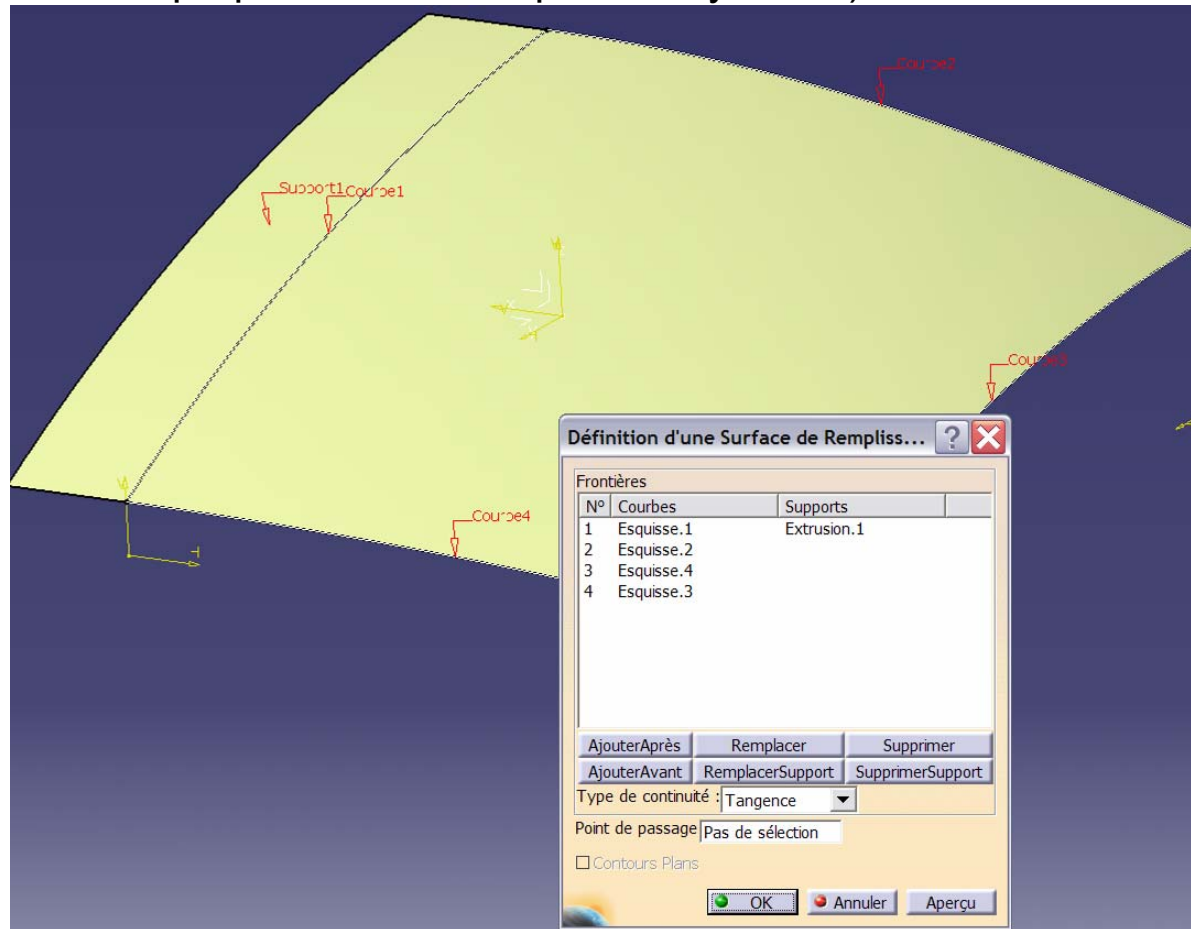 Courbe2
Support1 Courbe1
Courbe3
Courbe4
Définition d'une Surface de Rempliss...
Frontières
N° Courbes Supports
1 Esquisse.1 Extrusion.1
2 Esquisse.2
3 Esquisse.4
4 Esquisse.3
AjouterAprès Remplacer Supprimer
AjouterAvant RemplacerSupport SupprimerSupport
Type de continuité : Tangence
Point de passage Pas de sélection
Contours Plans
OK Annuler Aperçu